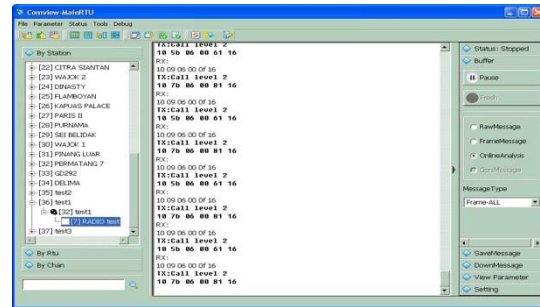 Comview-MainRTU
File Parameter Status Tools Debug
By Station
[22] CITRA SIANTAN
[23] WAJOK 2
[24] DINASTY
[25] FLAMBOYAN
[26] KAPUAS PALACE
[27] PARIS II
[28] PURNAMA
[29] SEI BELIDAK
[30] WAJOK 1
[31] PINANG LUAR
[32] PERMATANG 7
[33] GD292
[34] DELIMA
[35] test2
[36] test1
[32] test1
[7] RADIO test
[37] test3
By Rtu
By Chan
TX:Call level 2
10 5b 06 00 61 16
RX:
10 09 06 00 0f 16
TX:Call level 2
10 7b 06 00 81 16
RX:
10 09 06 00 0f 16
TX:Call level 2
10 5b 06 00 61 16
RX:
10 09 06 00 0f 16
TX:Call level 2
10 7b 06 00 81 16
RX:
10 09 06 00 0f 16
TX:Call level 2
10 5b 06 00 61 16
RX:
10 09 06 00 0f 16
TX:Call level 2
10 7b 06 00 81 16
RX:
10 09 06 00 0f 16
TX:Call level 2
10 5b 06 00 61 16
RX:
10 09 06 00 0f 16
TX:Call level 2
10 7b 06 00 81 16
Status: Stopped
Buffer
Pause
Fresh
RawMessage
FrameMessage
OnlineAnalysis
MessageType
Frame-ALL
SaveMessage
DownMessage
View Parameter
Setting